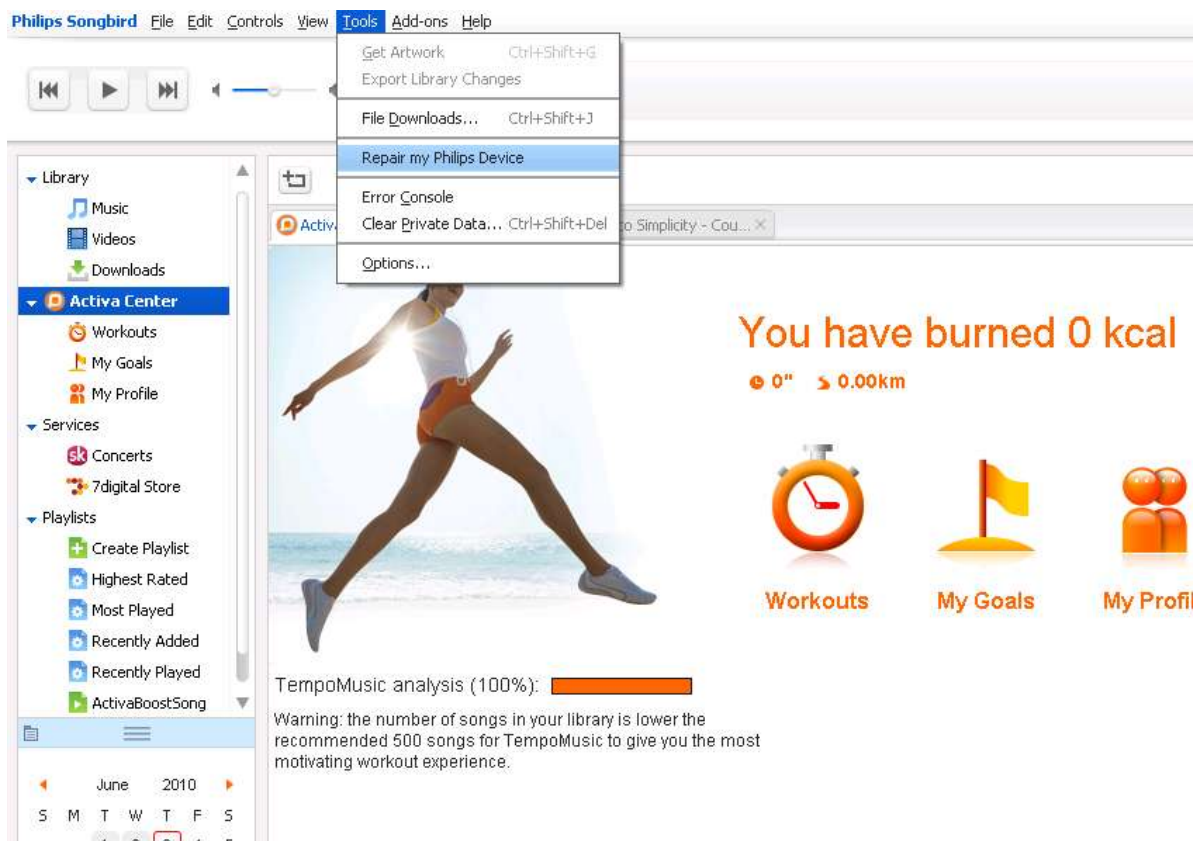 Philips Songbird File Edit Controls View Tools Add-ons Help
Get Artwork Ctrl+Shift+G
Export Library Changes
File Downloads... Ctrl+Shift+J
Repair my Philips Device
Error Console
Clear Private Data... Ctrl+Shift+Del
Options...
Library
Music
Videos
Downloads
Activa Center
Workouts
My Goals
My Profile
Services
sk Concerts
7digital Store
Playlists
Create Playlist
Highest Rated
Most Played
Recently Added
Recently Played
ActivaBoostSong
June 2010
S M T W T F S
Activ
to Simplicity - Cou...
You have burned 0 kcal
0" 0.00km
Workouts My Goals My Profil
TempoMusic analysis (100%):
Warning: the number of songs in your library is lower the
recommended 500 songs for TempoMusic to give you the most
motivating workout experience.